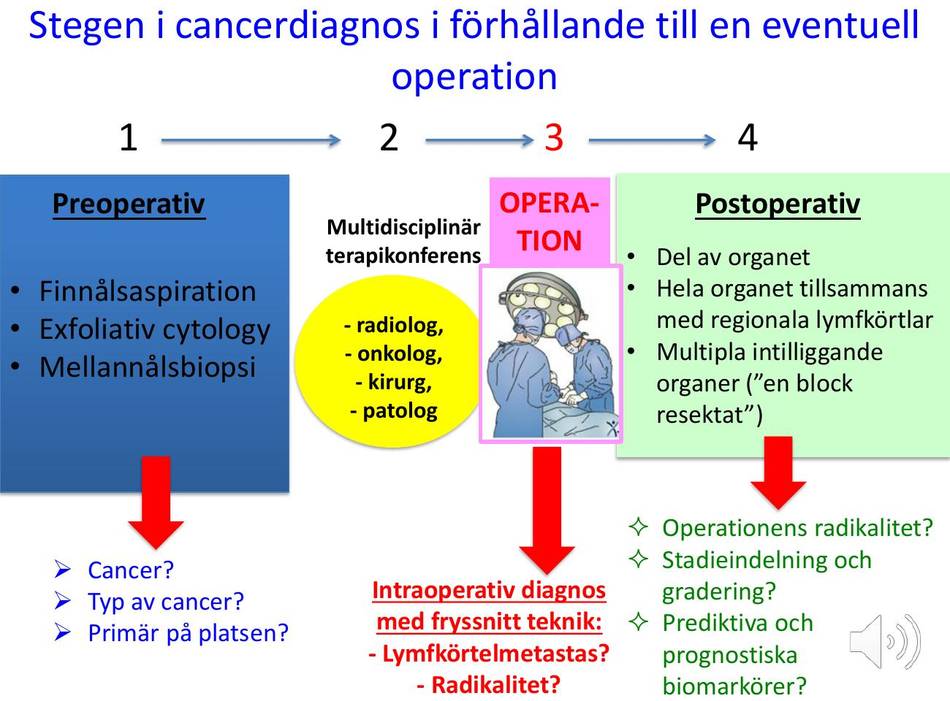 Stegen i cancerdiagnos i förhållande till en eventuell
operation
1 2 3 4
Preoperativ
• Finnålsaspiration
• Exfoliativ cytology
• Mellannålsbiopsi
Multidisciplinär
terapikonferens
- radiolog,
- onkolog,
- kirurg,
- patolog
OPERA-
TION
Postoperativ
• Del av organet
• Hela organet tillsammans
med regionala lymfkörtlar
• Multipla intilliggande
organer (”en block
resektat”)
Cancer?
Typ av cancer?
Primär på platsen?
Intraoperativ diagnos
med fryssnitt teknik:
- Lymfkörtelmetastas?
- Radikalitet?
Operationens radikalitet?
Stadieindelning och
gradering?
Prediktiva och
prognostiska
biomarkörer?